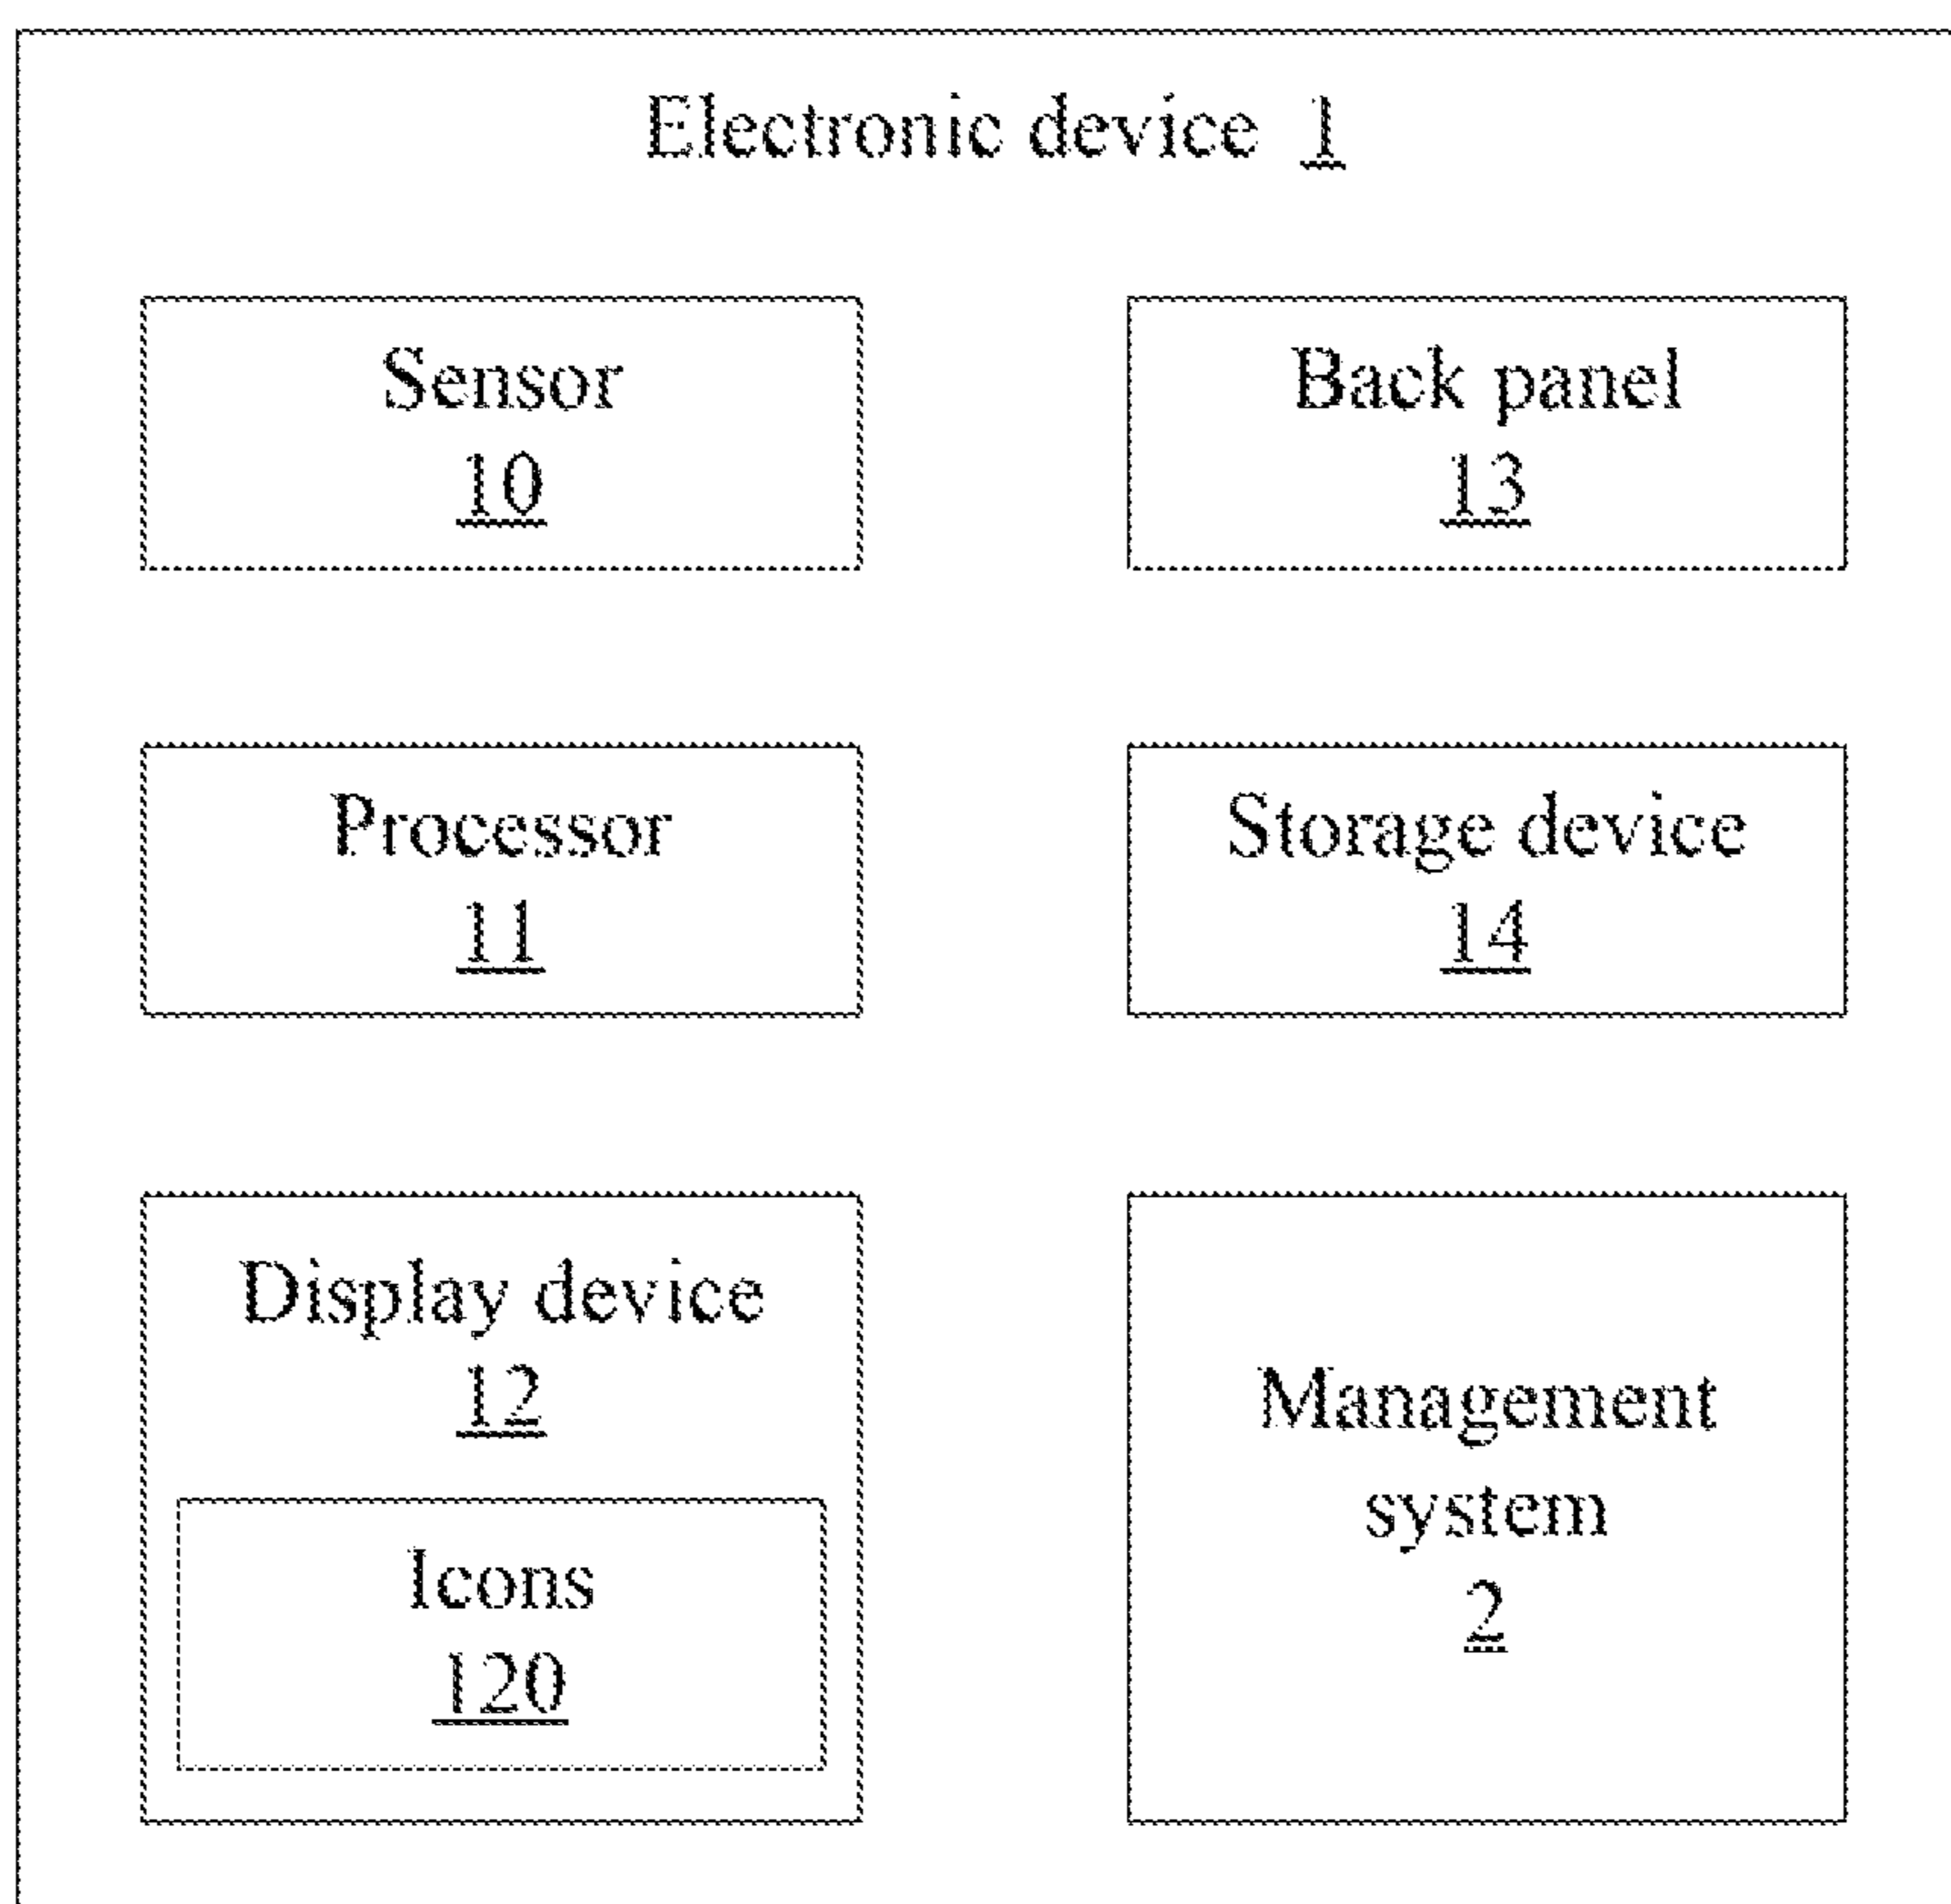 Electronic device 1
Sensor
10
Back panel
13
Processor
11
Storage device
14
Display device
12
Icons
120
Management
system
2